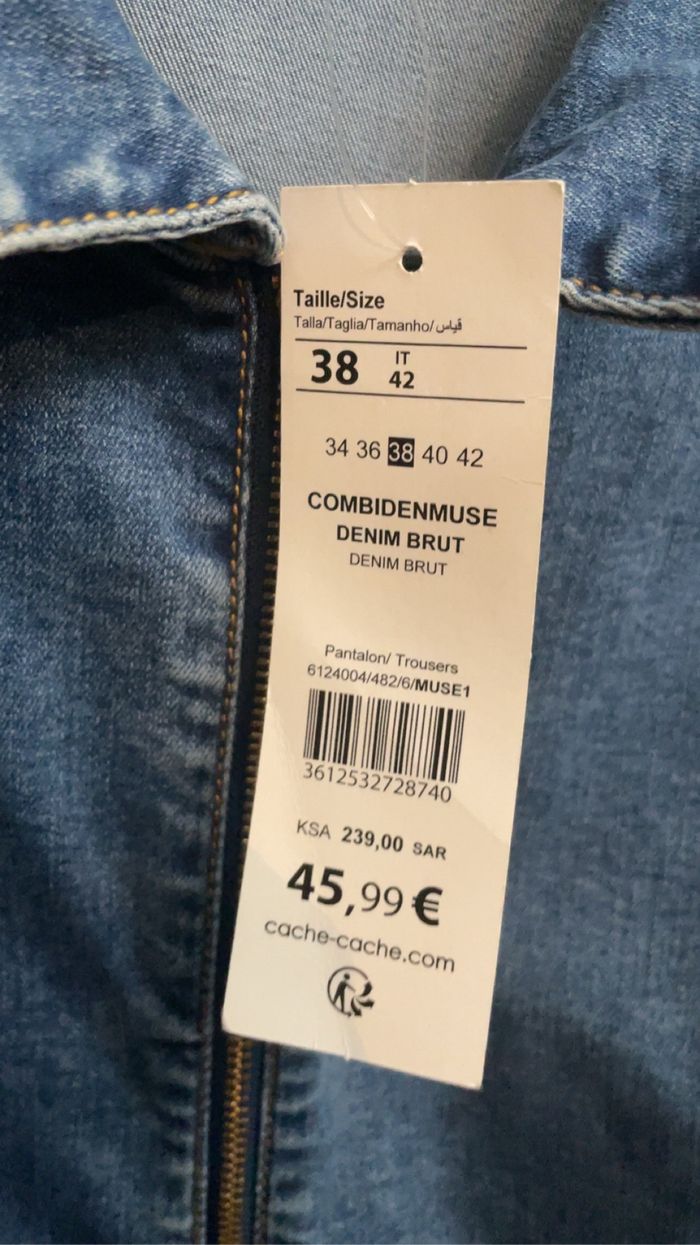 Taille/Size
Talla/Taglia/Tamanho/قياس
38 IT 42
34 36 38 40 42
COMBIDENMUSE
DENIM BRUT
DENIM BRUT
Pantalon/ Trousers
6124004/482/6/MUSE1
3612532728740
KSA 239,00 SAR
45,99 €
cache-cache.com